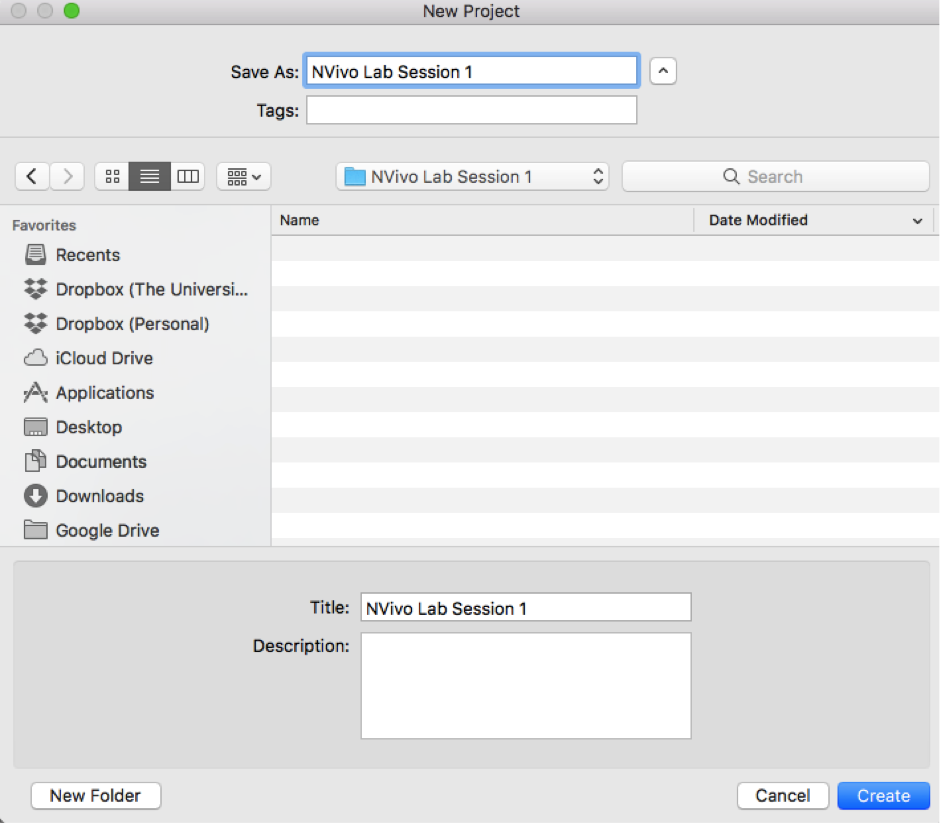 New Project
Save As: NVivo Lab Session 1
Tags:
NVivo Lab Session 1
Search
Favorites
Name
Date Modified
Recents
Dropbox (The Universi...
Dropbox (Personal)
iCloud Drive
Applications
Desktop
Documents
Downloads
Google Drive
Title: NVivo Lab Session 1
Description:
New Folder
Cancel
Create